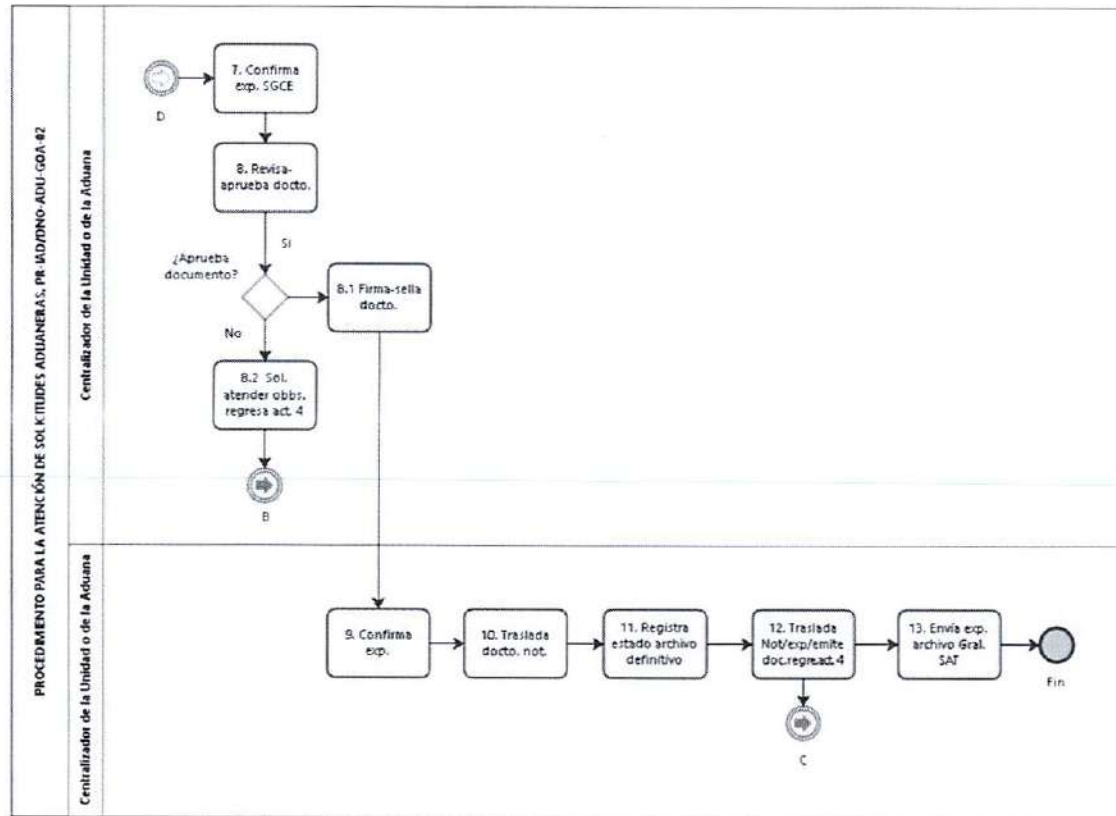 PROCEDIMIENTO PARA LA ATENCIÓN DE SOLICITUDES ADUANERAS, PR-IAD/DNO-ADU-GOA-02
Centralizador de la Unidad o de la Aduana
D
7. Confirma
exp. SGCE
8. Revisa-
aprueba docto.
¿Aprueba
documento?
Sí
8.1 Firma-sella
docto.
No
8.2 Sol.
atender obbs.
regresa act. 4
B
Centralizador de la Unidad o de la Aduana
9. Confirma
exp.
10. Traslada
docto. not.
11. Registra
estado archivo
definitivo
12. Traslada
Not/exp/emite
doc.regre.act. 4
C
13. Envía exp.
archivo Gral.
SAT
Fin